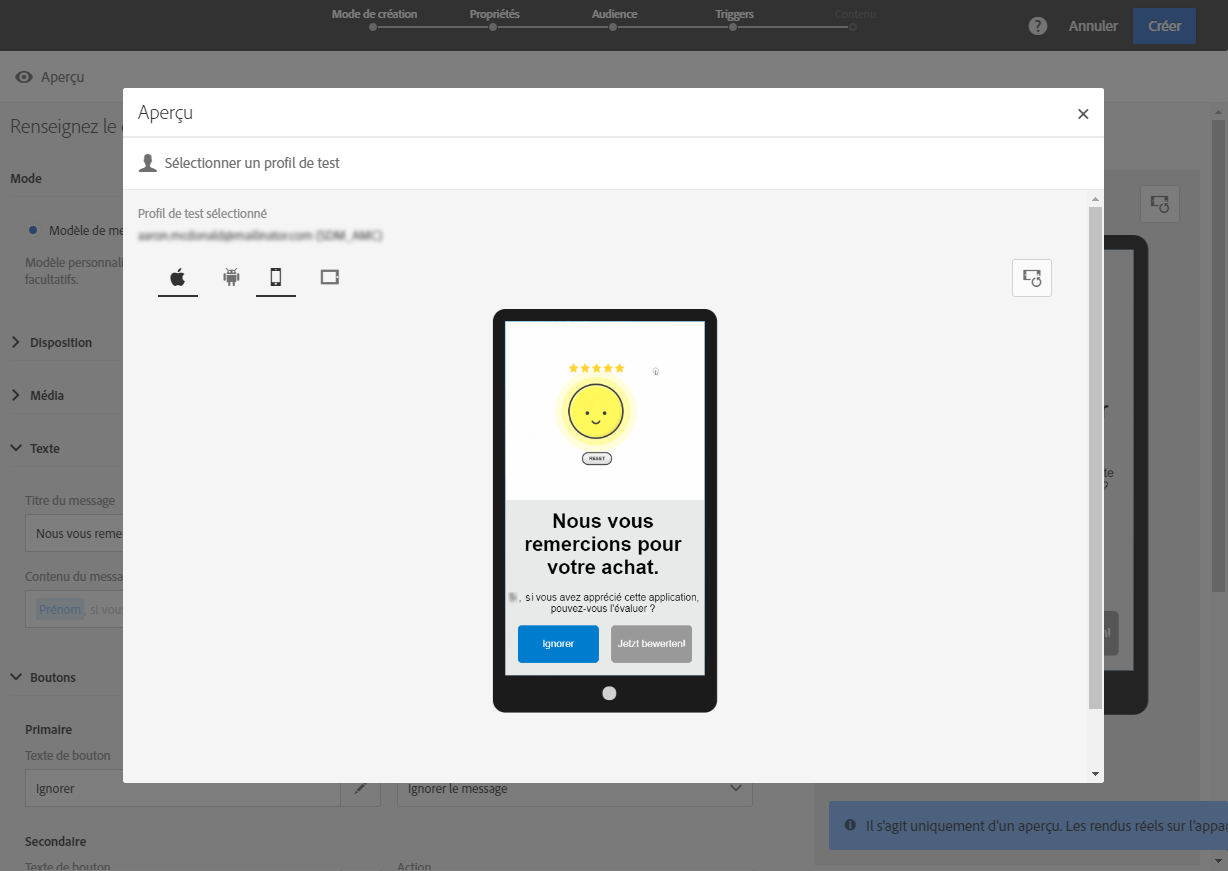 Mode de création
Propriétés
Audience
Triggers
Contenu
Annuler
Créer
Aperçu
Renseignez le
Aperçu
Sélectionner un profil de test
Mode
Profil de test sélectionné
Modèle de me
Modèle personnali
facultatifs.
Disposition
Média
RESET
Texte
Titre du message
Nous vous reme
Nous vous
remercions pour
votre achat.
Contenu du messa
Prénom, si vous
, si vous avez apprécié cette application,
pouvez-vous l'évaluer ?
Ignorer
Jetzt bewerten!
Boutons
Primaire
Texte de bouton
Ignorer
Ignorer le message
Il s'agit uniquement d'un aperçu. Les rendus réels sur l'appa
Secondaire
Texte de bouton
Action